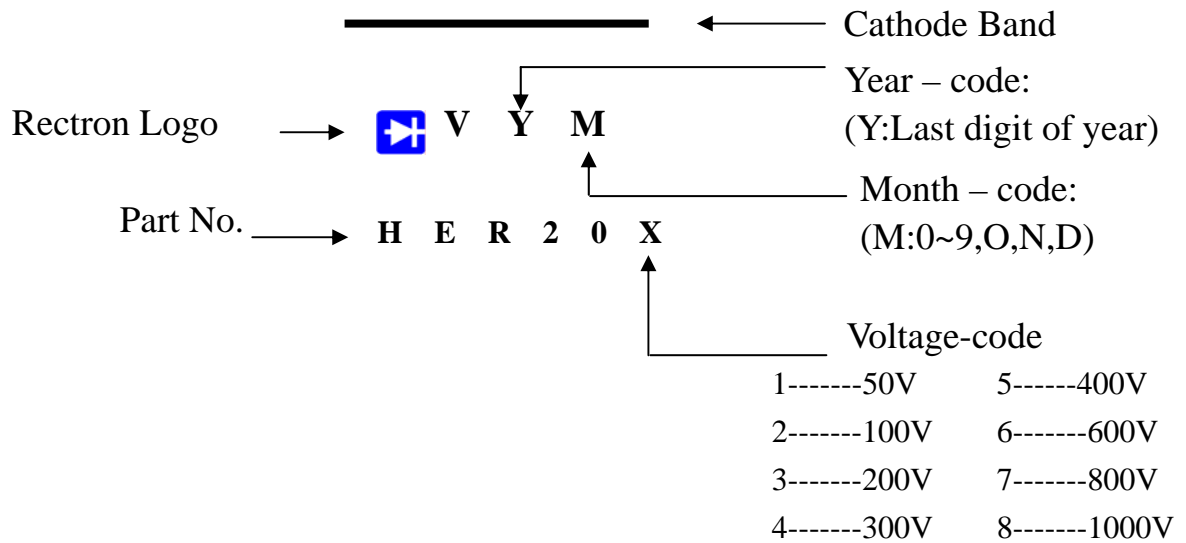 Cathode Band
Year – code:
(Y:Last digit of year)
Rectron Logo
V Y M
Month – code:
(M:0~9,O,N,D)
Part No.
H E R 2 0 X
Voltage-code
1-------50V 5------400V
2-------100V 6-------600V
3-------200V 7-------800V
4-------300V 8-------1000V